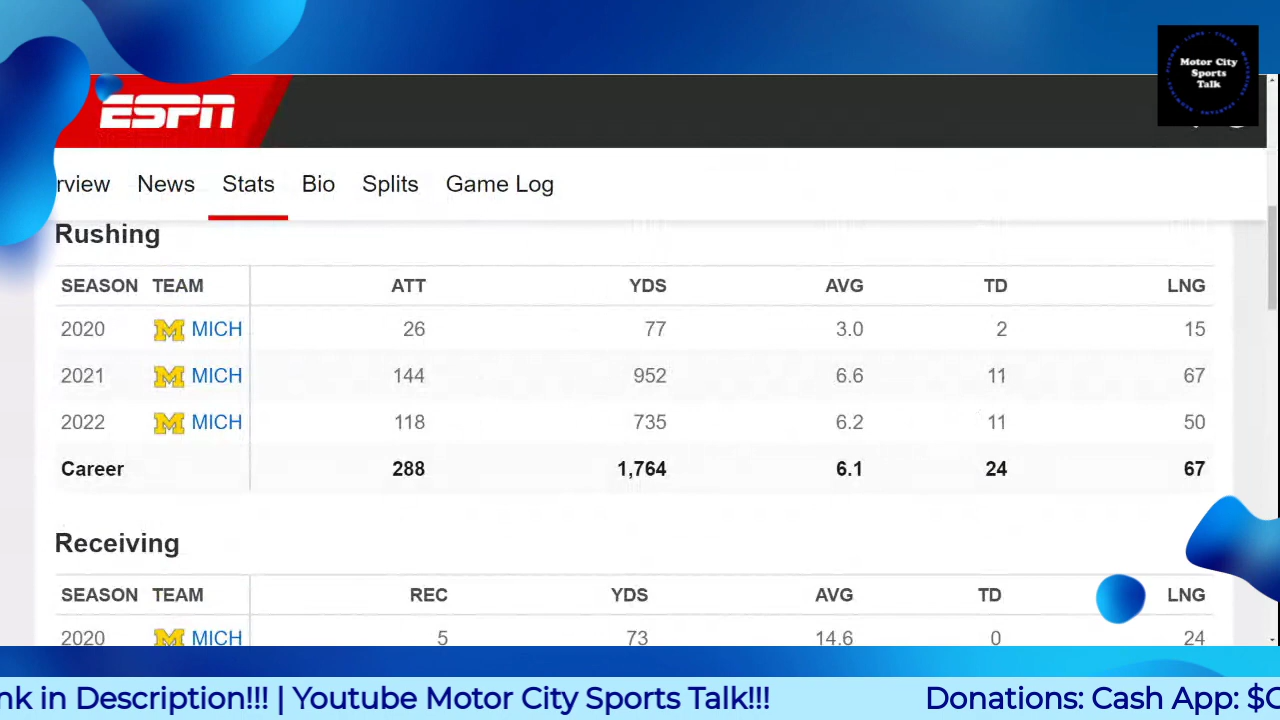 Motor City
Sports
Talk
ESPN
rview News Stats Bio Splits Game Log
Rushing
SEASON TEAM ATT YDS AVG TD LNG
2020 MICH 26 77 3.0 2 15
2021 MICH 144 952 6.6 11 67
2022 MICH 118 735 6.2 11 50
Career 288 1,764 6.1 24 67
Receiving
SEASON TEAM REC YDS AVG TD LNG
2020 MICH 5 73 14.6 0 24
nk in Description!!! | Youtube Motor City Sports Talk!!! Donations: Cash App: $C